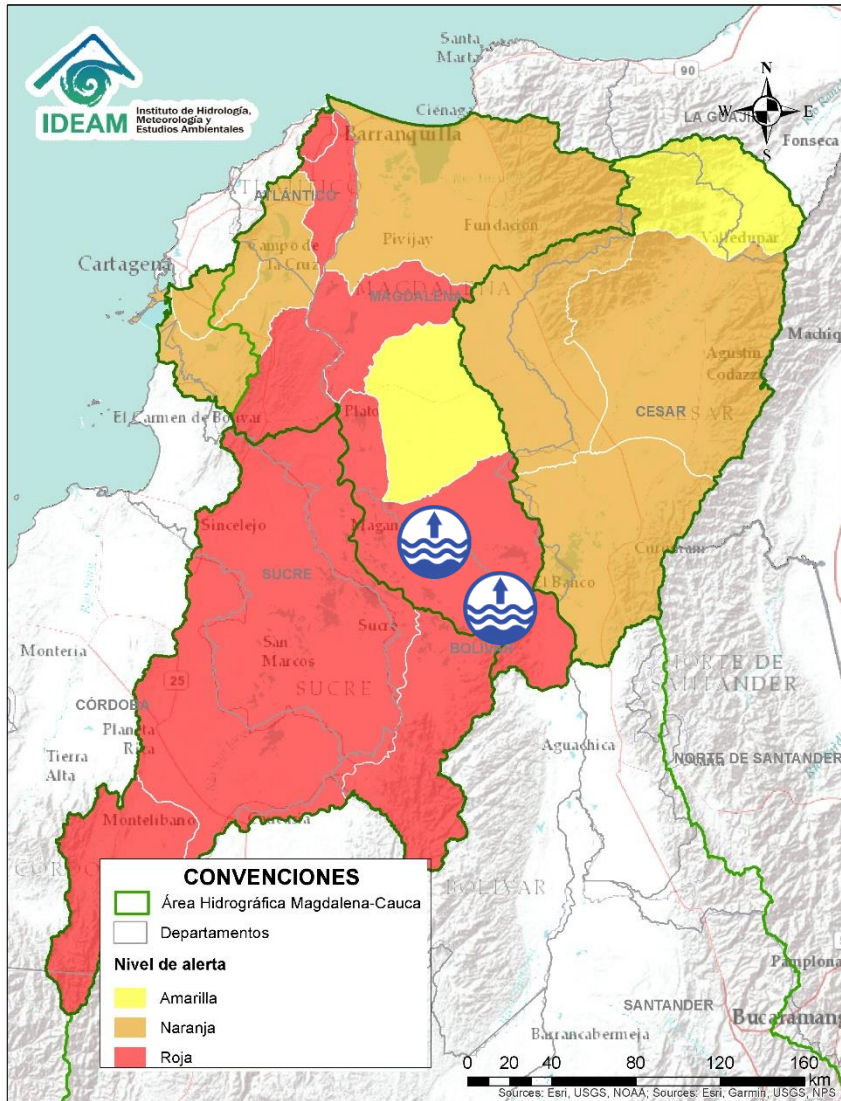 IDEAM
Instituto de Hidrología,
Meteorología y
Estudios Ambientales
Santa
Marta
90
N
W
E
S
LA GUAJIRA
Fonseca
Ciénaga
Barranquilla
ATLÁNTICO
Fundación
Pivijay
Valledupar
Campo de
la Cruz
Cartagena
MAGDALENA
Agustín
Codazzi
CESAR
El Carmen de Bolívar
Plato
Sincelejo
SUCRE
El Banco
Sucre
San
Marcos
SUCRE
BOLÍVAR
Montería
25
CÓRDOBA
Planeta
Rica
Tierra
Alta
NORTE DE
SANTANDER
Aguachica
NORTE DE SANTANDER
Montelíbano
BOLÍVAR
CONVENCIONES
Área Hidrográfica Magdalena-Cauca
Departamentos
Nivel de alerta
Amarilla
Naranja
Roja
Pamplona
SANTANDER
Bucaramang
Barrancabermeja
0 20 40 80 120 160
km
Sources: Esri, USGS, NOAA, Sources: Esri, Garmin, USGS, NPS